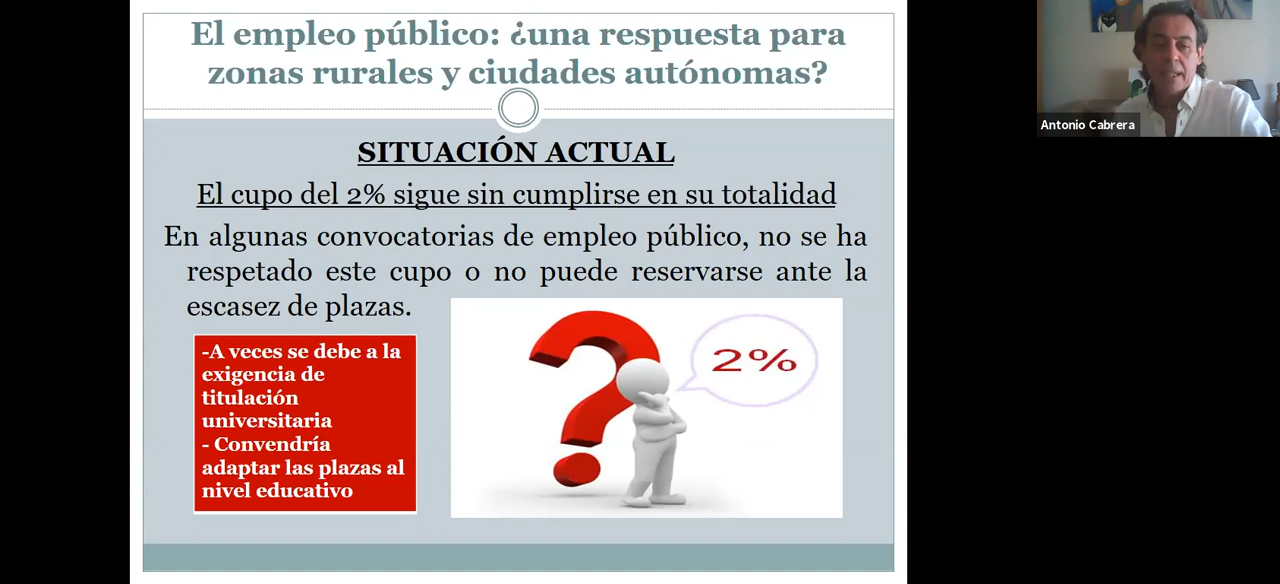 El empleo público: ¿una respuesta para
zonas rurales y ciudades autónomas?
SITUACIÓN ACTUAL
El cupo del 2% sigue sin cumplirse en su totalidad
En algunas convocatorias de empleo público, no se ha
respetado este cupo o no puede reservarse ante la
escasez de plazas.
-A veces se debe a la
exigencia de
titulación
universitaria
- Convendría
adaptar las plazas al
nivel educativo
2%
Antonio Cabrera